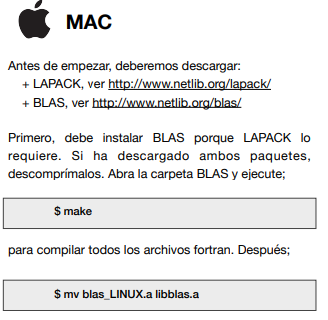 MAC
Antes de empezar, deberemos descargar:
+ LAPACK, ver http://www.netlib.org/lapack/
+ BLAS, ver http://www.netlib.org/blas/
Primero, debe instalar BLAS porque LAPACK lo
requiere. Si ha descargado ambos paquetes,
descomprímalos. Abra la carpeta BLAS y ejecute;
$ make
para compilar todos los archivos fortran. Después;
$ mv blas_LINUX.a libblas.a